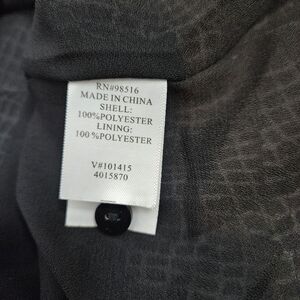 RN#98516
MADE IN CHINA
SHELL:
100%POLYESTER
LINING:
100%POLYESTER
V#101415
4015870